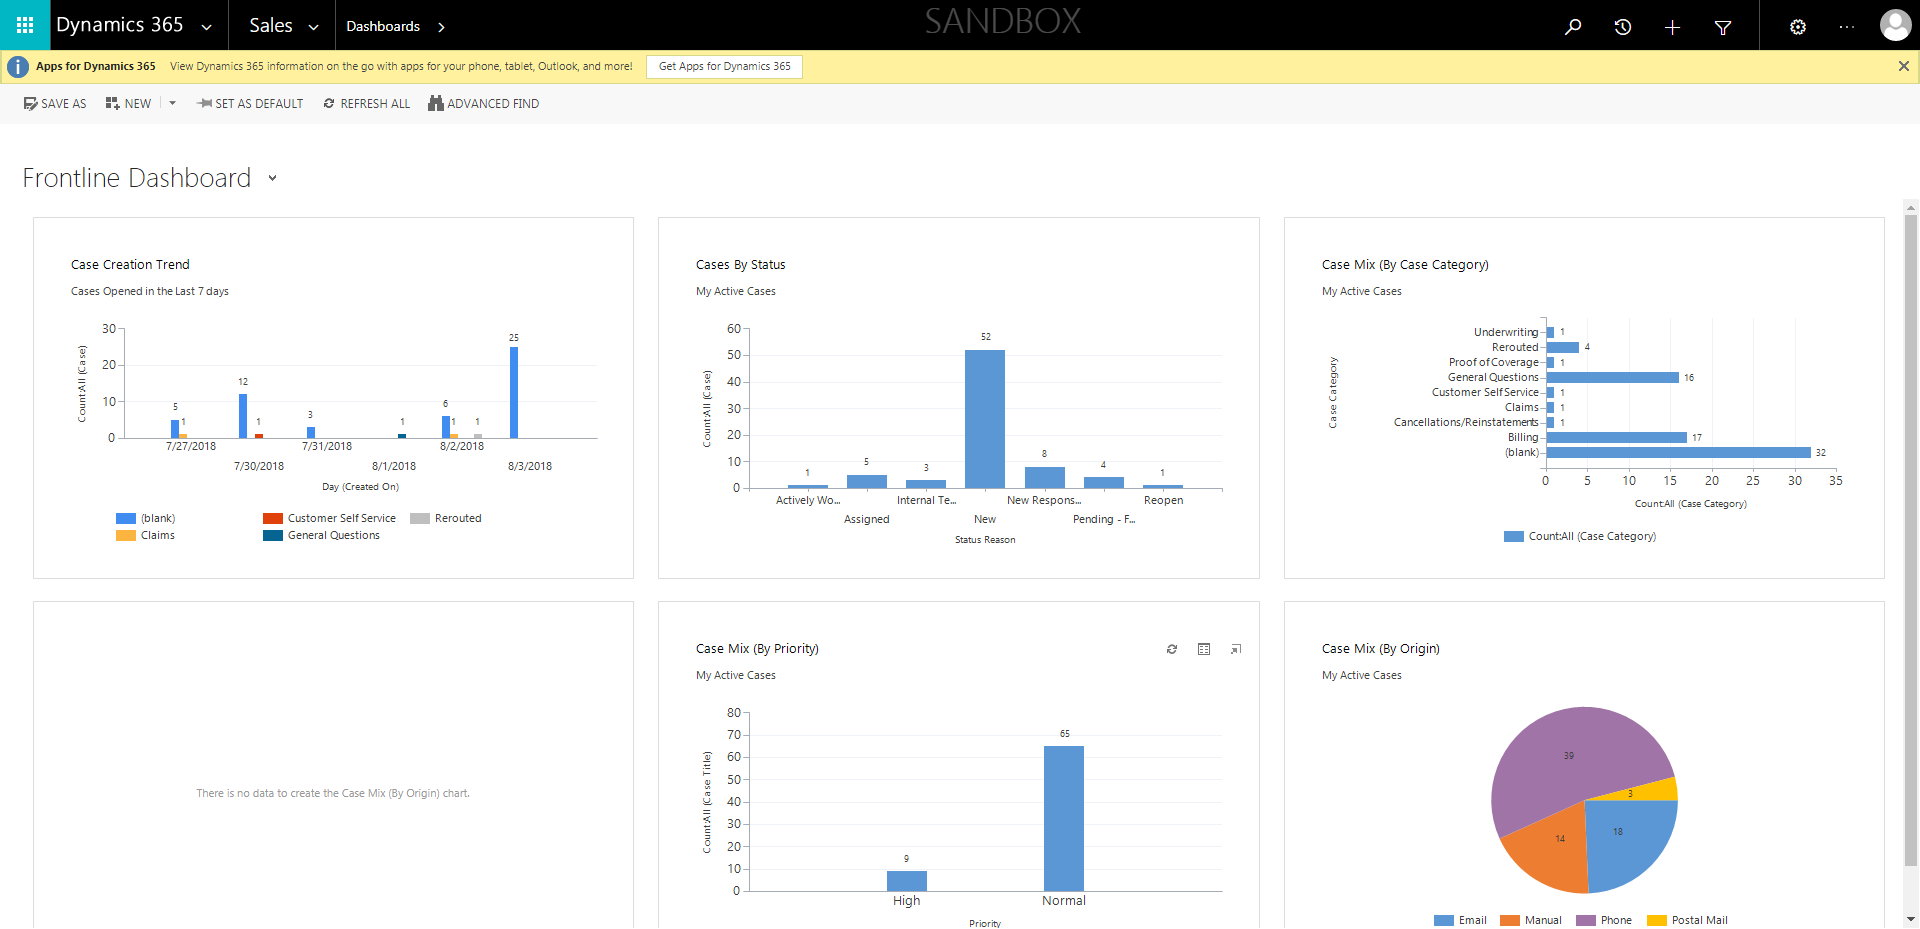 Dynamics 365 Sales Dashboards SANDBOX
Apps for Dynamics 365 View Dynamics 365 information on the go with apps for your phone, tablet, Outlook, and more! Get Apps for Dynamics 365
SAVE AS NEW SET AS DEFAULT REFRESH ALL ADVANCED FIND
Frontline Dashboard
Case Creation Trend
Cases Opened in the Last 7 days
Count:All (Case)
30
20
10
0
5
1
12
1
3
1
6
1
1
25
7/27/2018 7/31/2018 8/2/2018
7/30/2018 8/1/2018 8/3/2018
Day (Created On)
(blank) Customer Self Service Rerouted
Claims General Questions
Cases By Status
My Active Cases
Count:All (Case)
60
50
40
30
20
10
0
1
5
3
52
8
4
1
Actively Wo... Internal Te... New Respons... Reopen
Assigned New Pending - F...
Status Reason
Case Mix (By Case Category)
My Active Cases
Case Category
Underwriting 1
Rerouted 4
Proof of Coverage 1
General Questions 16
Customer Self Service 1
Claims 1
Cancellations/Reinstatements 1
Billing 17
(blank) 32
0 5 10 15 20 25 30 35
Count:All (Case Category)
Count:All (Case Category)
There is no data to create the Case Mix (By Origin) chart.
Case Mix (By Priority)
My Active Cases
Count:All (Case Title)
80
70
60
50
40
30
20
10
0
9
65
High Normal
Priority
Case Mix (By Origin)
My Active Cases
39
3
18
14
Email Manual Phone Postal Mail